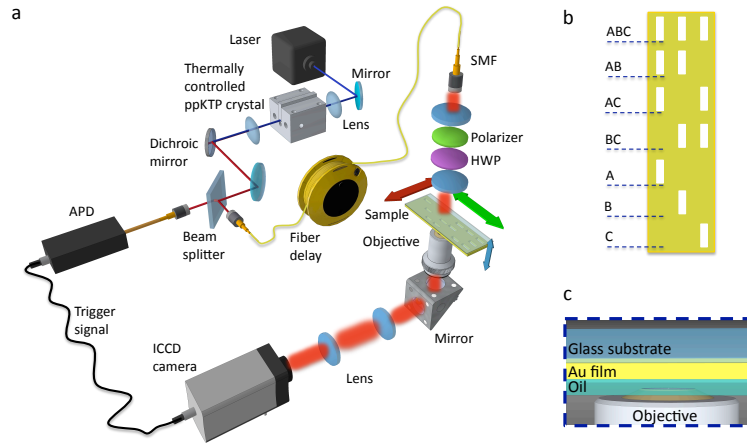 a
Laser
Thermally
controlled
ppKTP crystal
Mirror
Lens
Dichroic
mirror
SMF
Polarizer
HWP
APD
Beam
splitter
Fiber
delay
Sample
Objective
Trigger
signal
ICCD
camera
Lens
Mirror
b
ABC
AB
AC
BC
A
B
C
c
Glass substrate
Au film
Oil
Objective